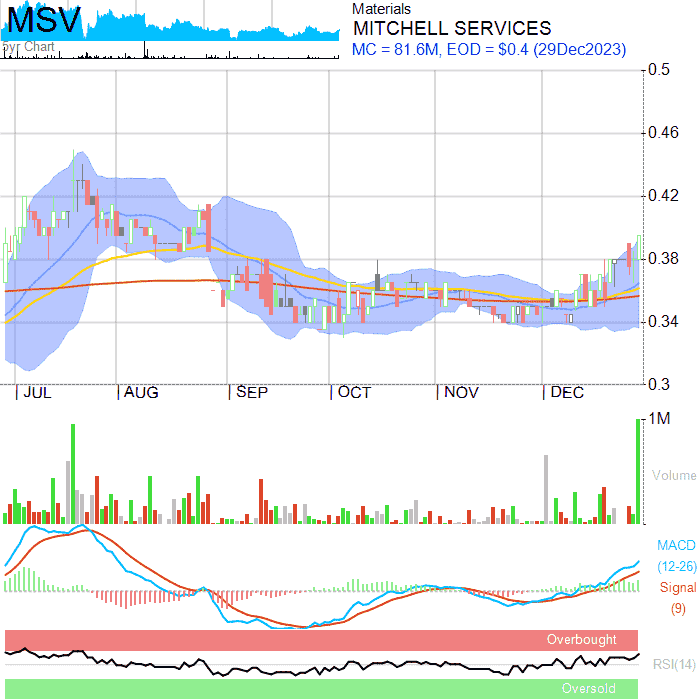 MSV
5yr Chart
Materials
MITCHELL SERVICES
MC = 81.6M, EOD = $0.4 (29Dec2023)
0.5
0.46
0.42
0.38
0.34
0.3
JUL AUG SEP OCT NOV DEC
1M
Volume
MACD
(12-26)
Signal
(9)
Overbought
RSI(14)
Oversold